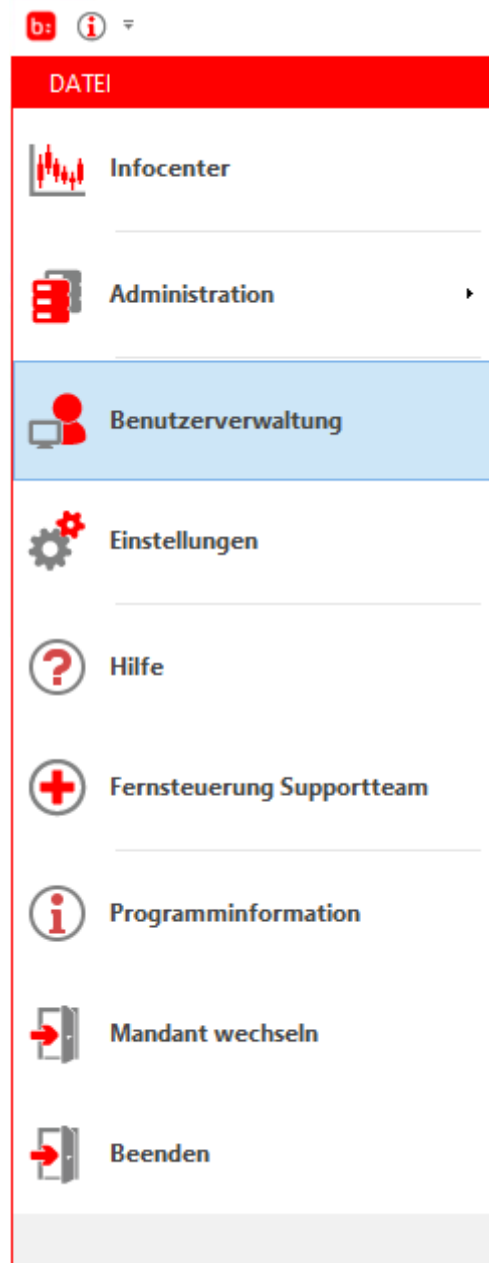 b:
DATEI
Infocenter
Administration
Benutzerverwaltung
Einstellungen
Hilfe
Fernsteuerung Supportteam
Programminformation
Mandant wechseln
Beenden